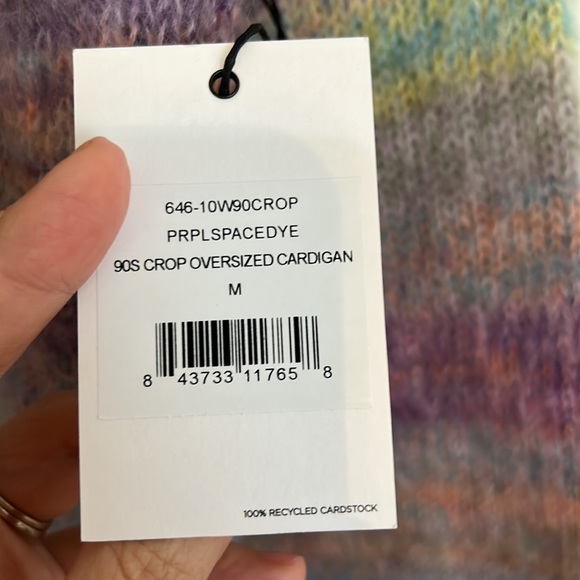 646-10W90CROP
PRPLSPACEDYE
90S CROP OVERSIZED CARDIGAN
M
8 43733 11765 8
100% RECYCLED CARDSTOCK